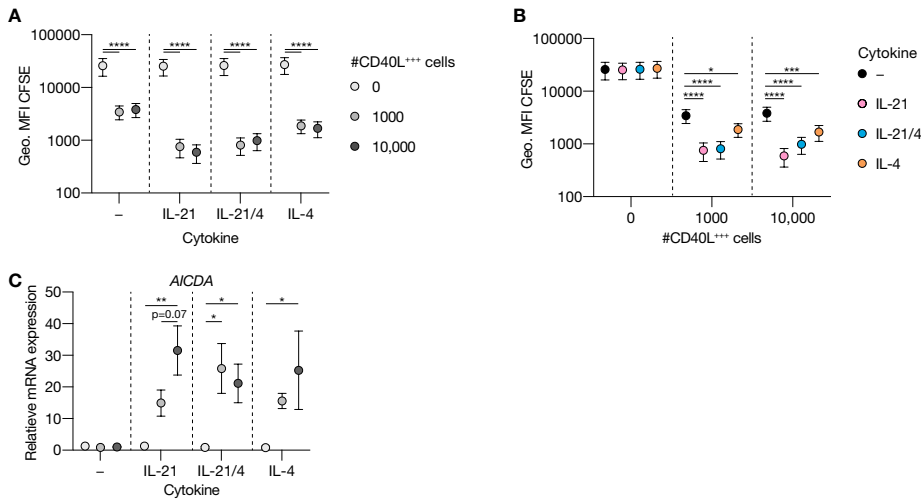 A
100000
10000
1000
100
Geo. MFI CFSE
**** **** **** ****
– IL-21 IL-21/4 IL-4
Cytokine
#CD40L+++ cells
0
1000
10,000
B
100000
10000
1000
100
Geo. MFI CFSE
* ***
**** ****
**** ****
0 1000 10,000
#CD40L+++ cells
Cytokine
–
IL-21
IL-21/4
IL-4
C
AICDA
50
40
30
20
10
0
Relatieve mRNA expression
** * *
p=0.07 *
– IL-21 IL-21/4 IL-4
Cytokine